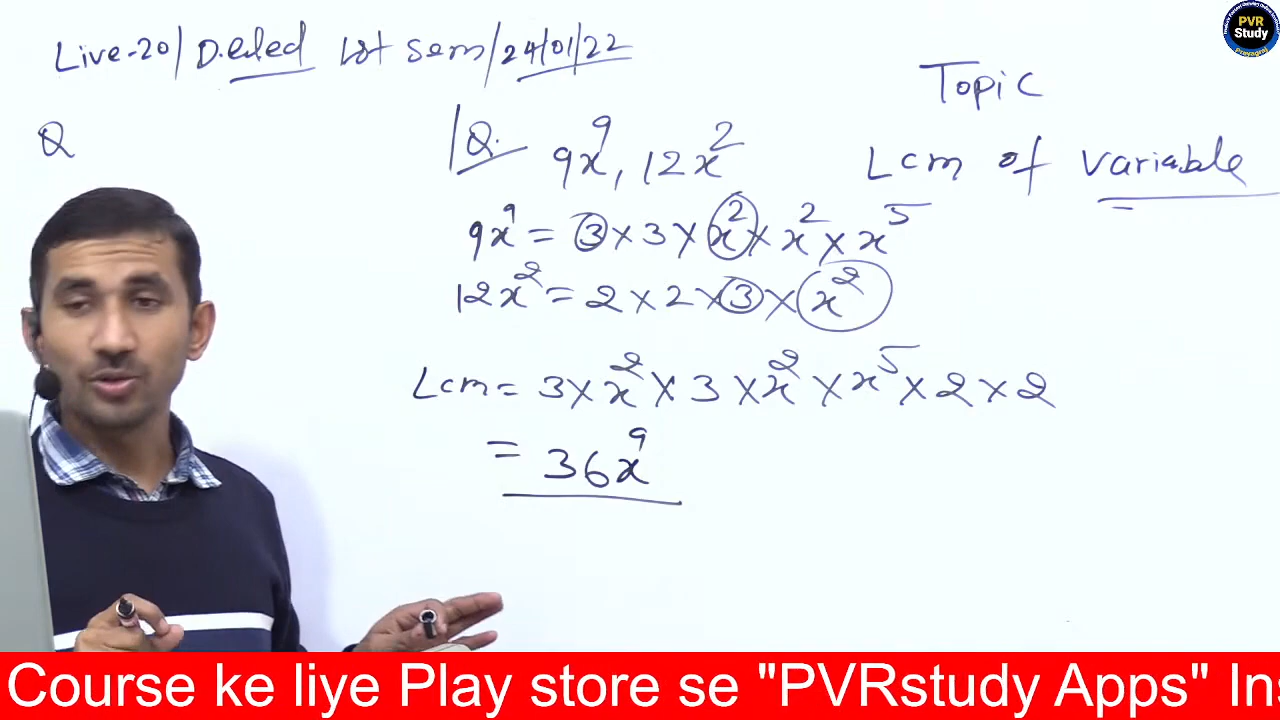 Live-20/ D.eled Ist Sem/24/01/22
PVR
Study
Prayagraj
Topic
Lcm of variable
Q
Q. 9x⁹, 12x²
9x⁹ = 3 × 3 × x² × x² × x⁵
12x² = 2 × 2 × 3 × x²
Lcm = 3 × x² × 3 × x² × x⁵ × 2 × 2
= 36x⁹
Course ke liye Play store se "PVRstudy Apps" Ins